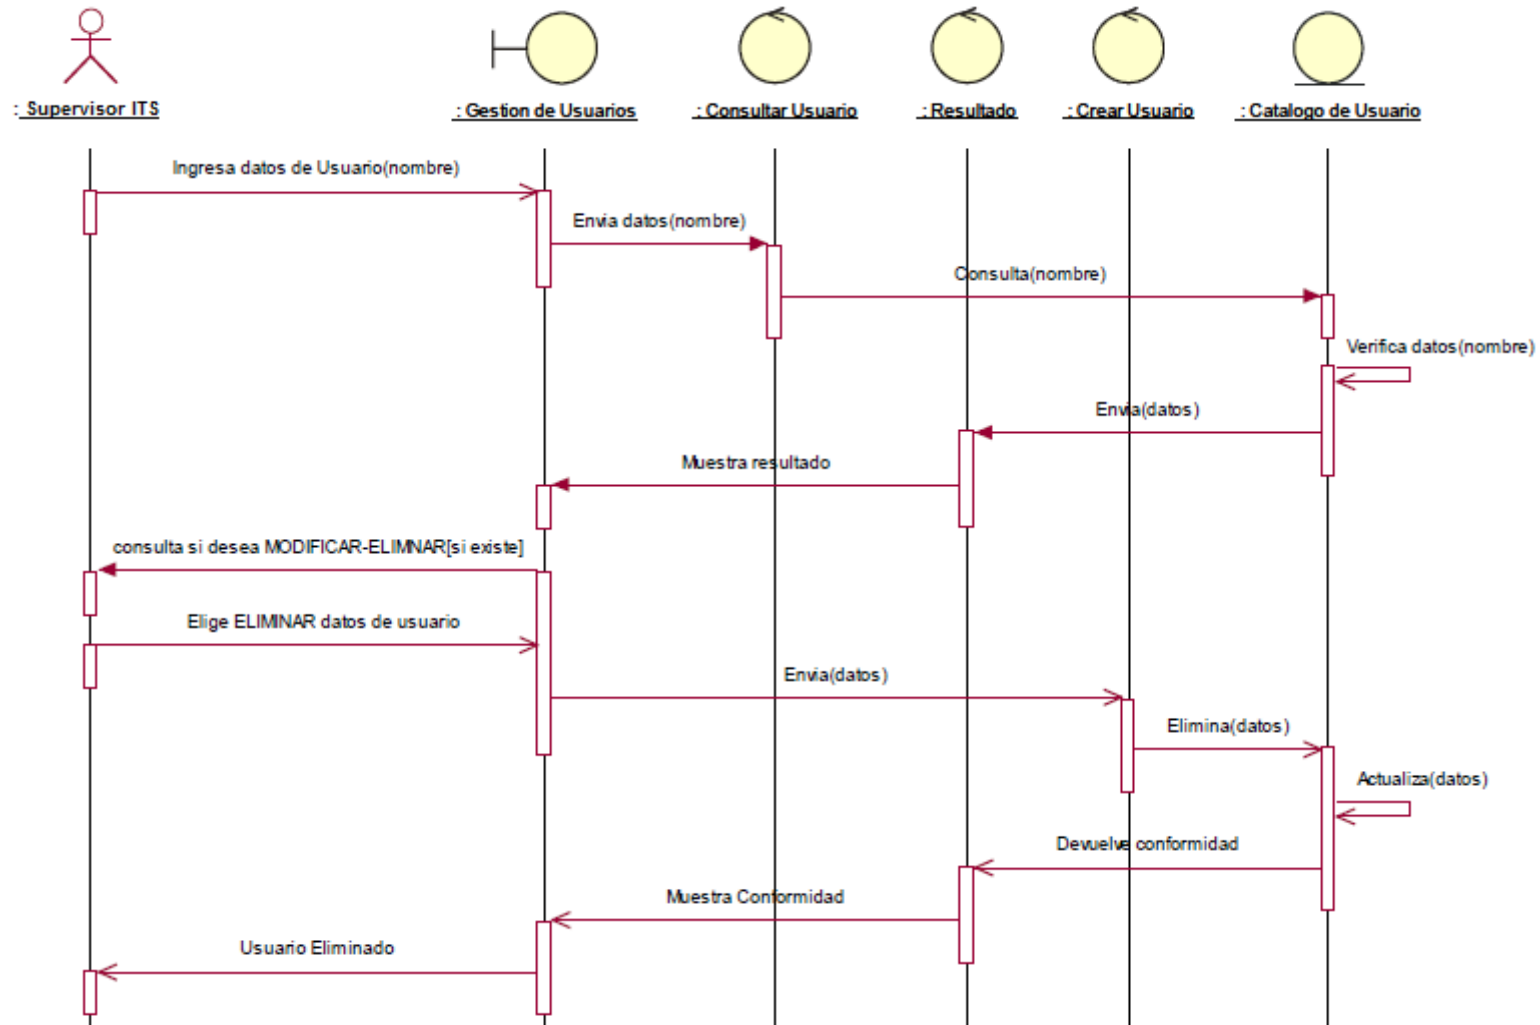 : Supervisor ITS
: Gestion de Usuarios
: Consultar Usuario
: Resultado
: Crear Usuario
: Catalogo de Usuario
Ingresa datos de Usuario(nombre)
Envia datos(nombre)
Consulta(nombre)
Verifica datos(nombre)
Envia(datos)
Muestra resultado
consulta si desea MODIFICAR-ELIMNAR[si existe]
Elige ELIMINAR datos de usuario
Envia(datos)
Elimina(datos)
Actualiza(datos)
Devuelve conformidad
Muestra Conformidad
Usuario Eliminado